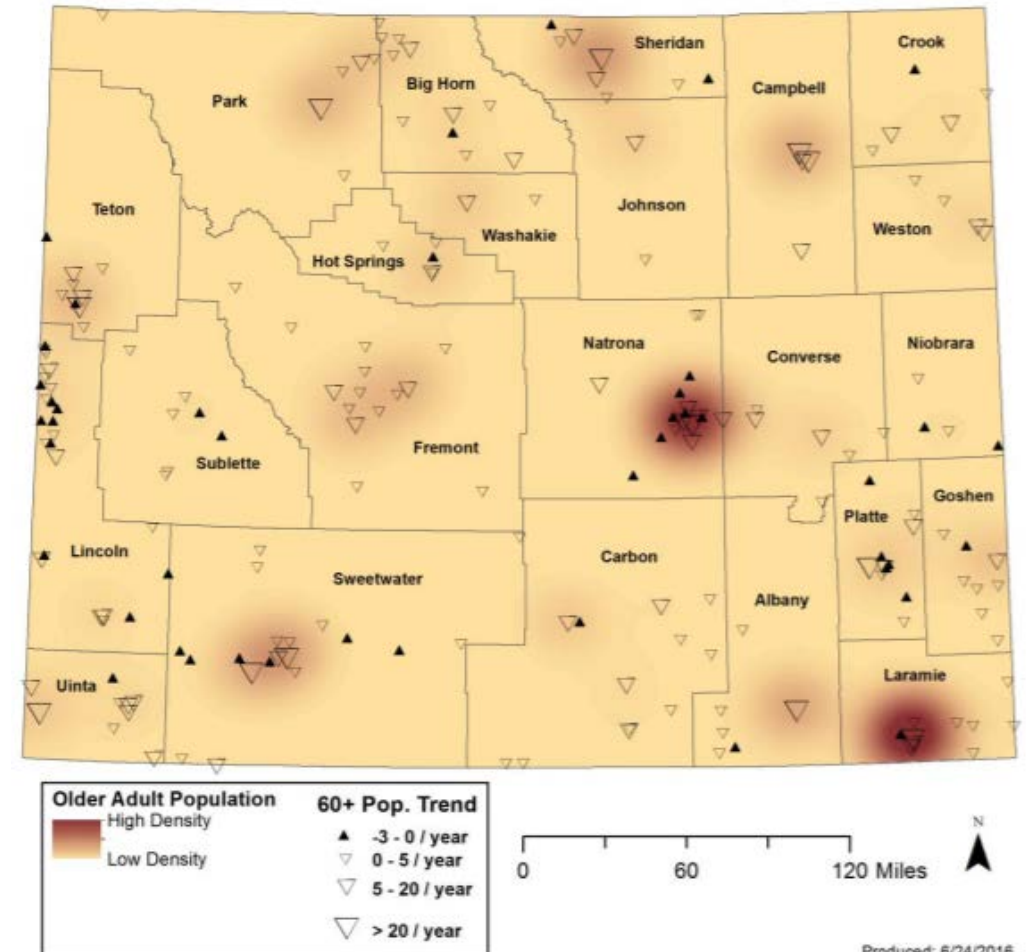 Sheridan
Crook
Park
Big Horn
Campbell
Teton
Johnson
Washakie
Weston
Hot Springs
Natrona
Converse
Niobrara
Fremont
Sublette
Goshen
Platte
Lincoln
Sweetwater
Carbon
Albany
Uinta
Laramie
Older Adult Population
High Density
Low Density
60+ Pop. Trend
-3 - 0 / year
0 - 5 / year
5 - 20 / year
> 20 / year
0 60 120 Miles
N
Produced: 6/24/2016